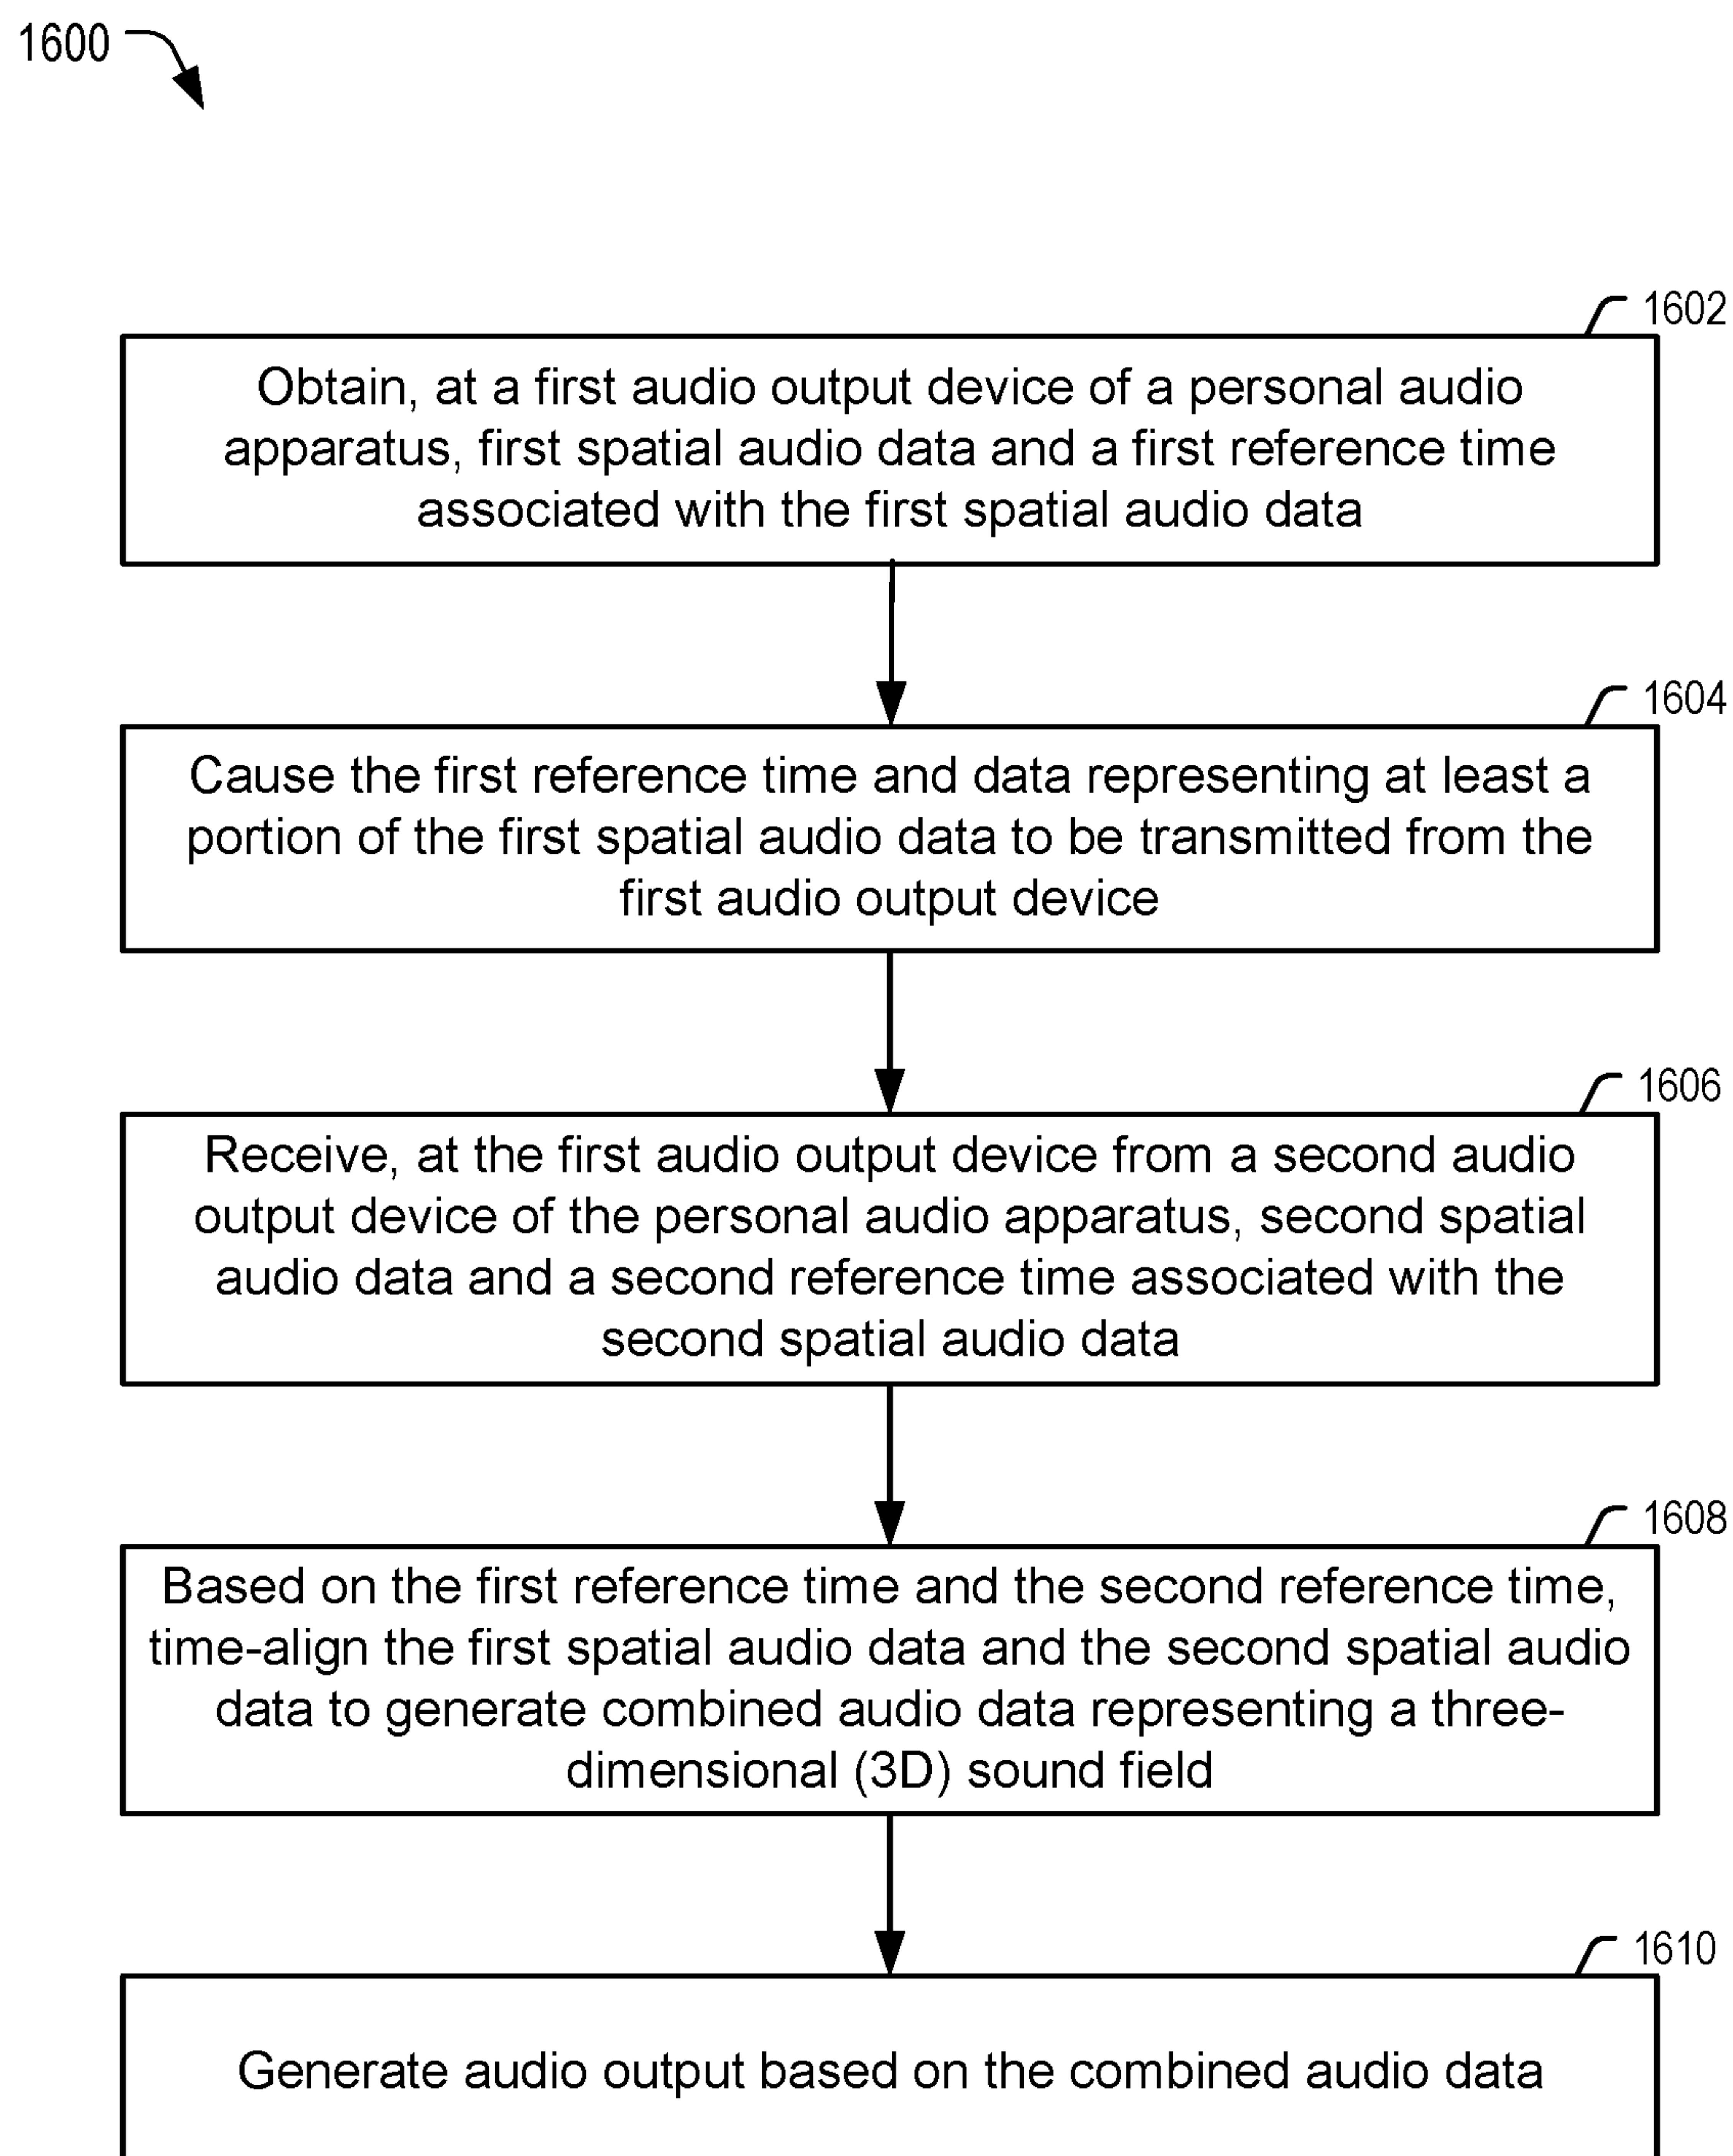 1600
1602
Obtain, at a first audio output device of a personal audio
apparatus, first spatial audio data and a first reference time
associated with the first spatial audio data
1604
Cause the first reference time and data representing at least a
portion of the first spatial audio data to be transmitted from the
first audio output device
1606
Receive, at the first audio output device from a second audio
output device of the personal audio apparatus, second spatial
audio data and a second reference time associated with the
second spatial audio data
1608
Based on the first reference time and the second reference time,
time-align the first spatial audio data and the second spatial audio
data to generate combined audio data representing a three-
dimensional (3D) sound field
1610
Generate audio output based on the combined audio data